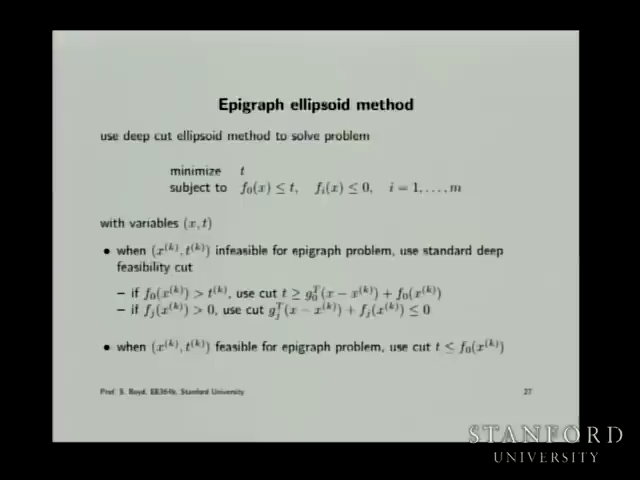 Epigraph ellipsoid method
use deep cut ellipsoid method to solve problem
minimize t
subject to f₀(x) ≤ t, fᵢ(x) ≤ 0, i = 1, . . . , m
with variables (x, t)
• when (x⁽ᵏ⁾, t⁽ᵏ⁾) infeasible for epigraph problem, use standard deep
feasibility cut
– if f₀(x⁽ᵏ⁾) > t⁽ᵏ⁾, use cut t ≥ g₀ᵀ(x − x⁽ᵏ⁾) + f₀(x⁽ᵏ⁾)
– if fⱼ(x⁽ᵏ⁾) > 0, use cut gⱼᵀ(x − x⁽ᵏ⁾) + fⱼ(x⁽ᵏ⁾) ≤ 0
• when (x⁽ᵏ⁾, t⁽ᵏ⁾) feasible for epigraph problem, use cut t ≤ f₀(x⁽ᵏ⁾)
Prof. S. Boyd, EE364b, Stanford University 27
STANFORD
UNIVERSITY